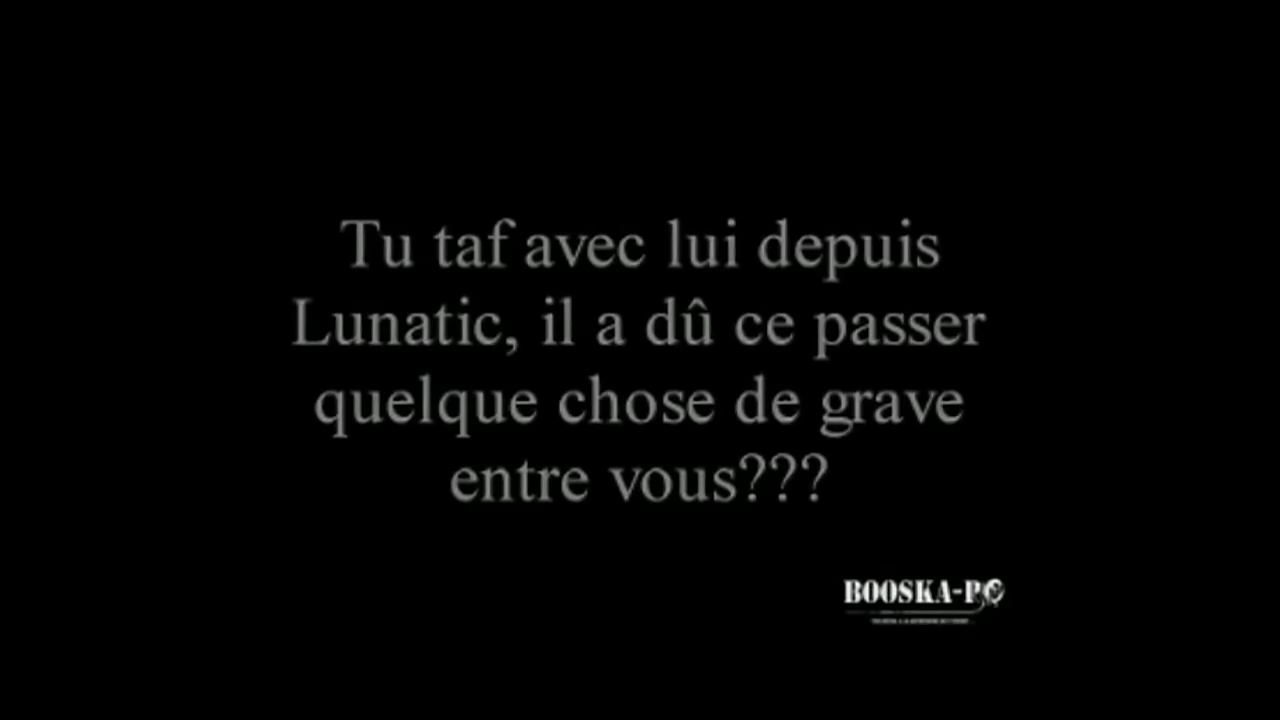 Tu taf avec lui depuis
Lunatic, il a dû ce passer
quelque chose de grave
entre vous???
BOOSKA-P